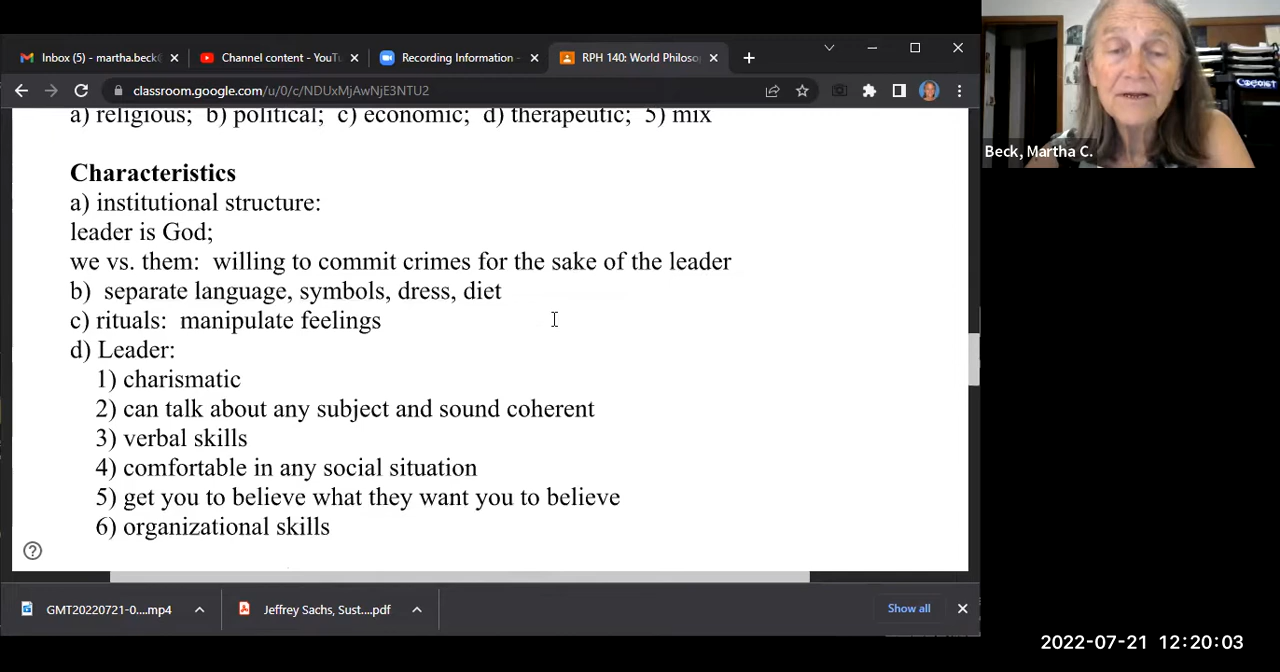 Inbox (5) - martha.beck@
Channel content - YouTu
Recording Information -
RPH 140: World Philoso
classroom.google.com/u/0/c/NDUxMjAwNjE3NTU2
a) religious; b) political; c) economic; d) therapeutic; 5) mix
Characteristics
a) institutional structure:
leader is God;
we vs. them: willing to commit crimes for the sake of the leader
b) separate language, symbols, dress, diet
c) rituals: manipulate feelings
d) Leader:
1) charismatic
2) can talk about any subject and sound coherent
3) verbal skills
4) comfortable in any social situation
5) get you to believe what they want you to believe
6) organizational skills
GMT20220721-0....mp4
Jeffrey Sachs, Sust....pdf
Show all
COEXIST
Beck, Martha C.
2022-07-21 12:20:03